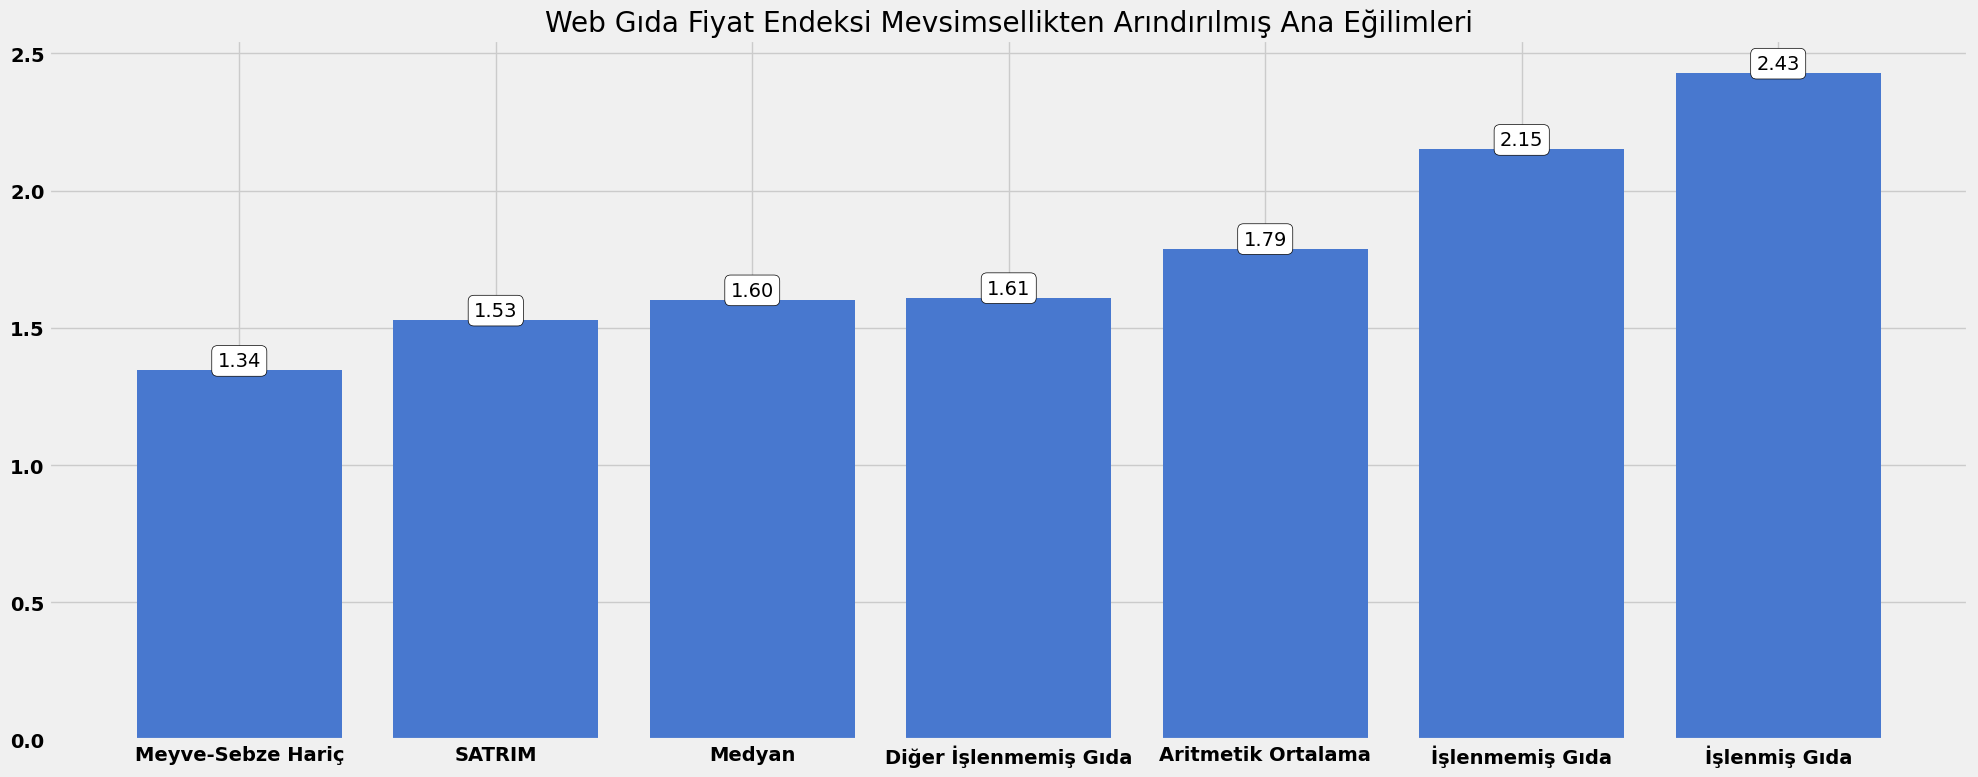 Web Gıda Fiyat Endeksi Mevsimsellikten Arındırılmış Ana Eğilimleri
2.5
2.0
1.5
1.0
0.5
0.0
1.34
1.53
1.60
1.61
1.79
2.15
2.43
Meyve-Sebze Hariç
SATRIM
Medyan
Diğer İşlenmemiş Gıda
Aritmetik Ortalama
İşlenmemiş Gıda
İşlenmiş Gıda